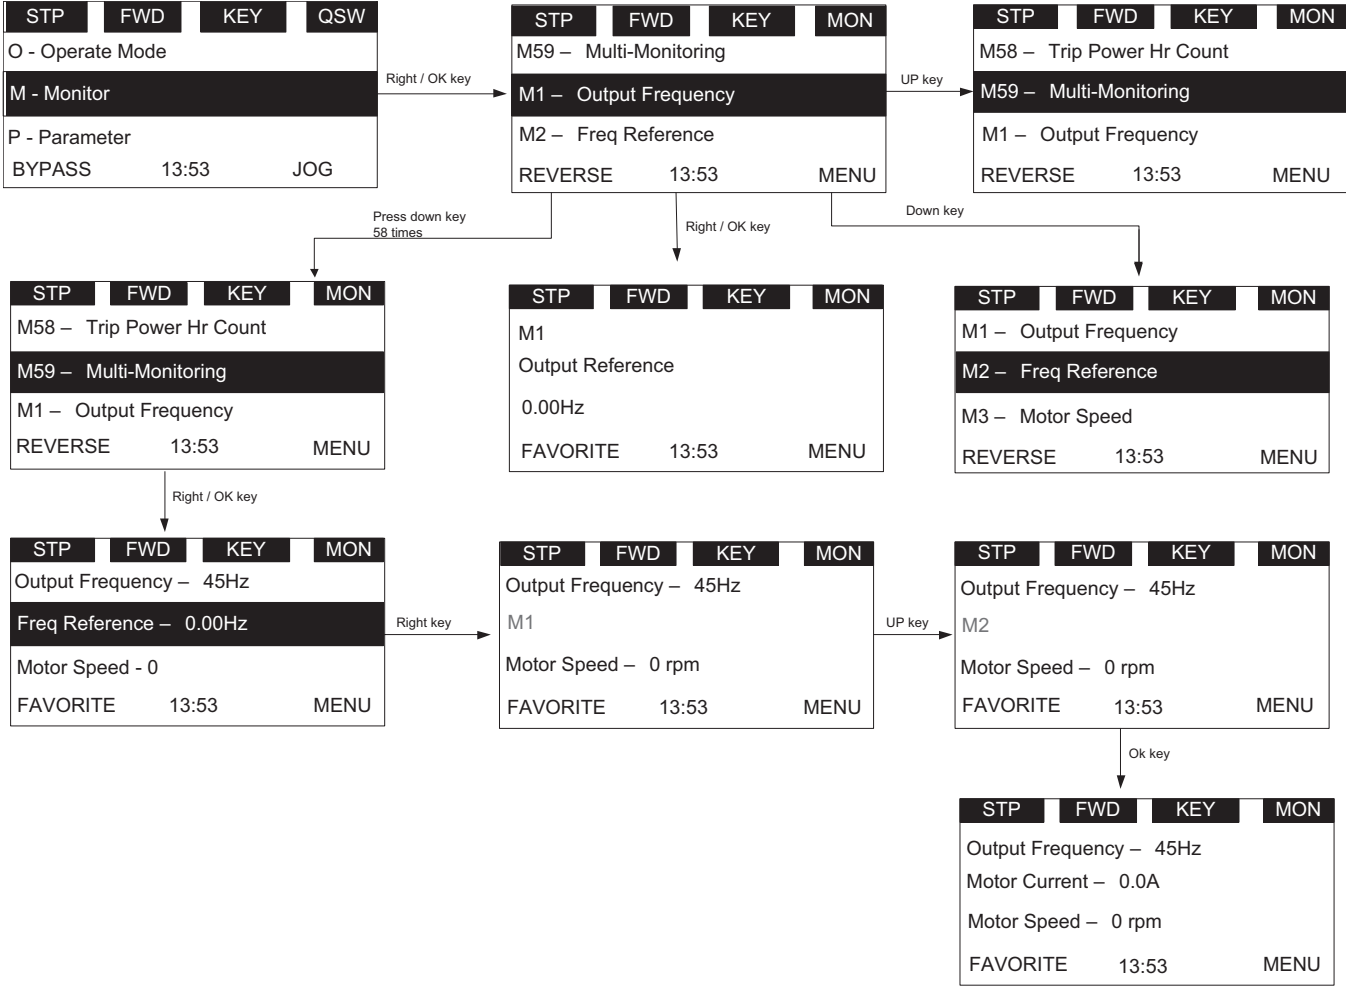 STP FWD KEY QSW
O - Operate Mode
M - Monitor
P - Parameter
BYPASS 13:53 JOG
Right / OK key
STP FWD KEY MON
M59 – Multi-Monitoring
M1 – Output Frequency
M2 – Freq Reference
REVERSE 13:53 MENU
UP key
STP FWD KEY MON
M58 – Trip Power Hr Count
M59 – Multi-Monitoring
M1 – Output Frequency
REVERSE 13:53 MENU
Press down key
58 times
Right / OK key
Down key
STP FWD KEY MON
M58 – Trip Power Hr Count
M59 – Multi-Monitoring
M1 – Output Frequency
REVERSE 13:53 MENU
STP FWD KEY MON
M1
Output Reference
0.00Hz
FAVORITE 13:53 MENU
STP FWD KEY MON
M1 – Output Frequency
M2 – Freq Reference
M3 – Motor Speed
REVERSE 13:53 MENU
Right / OK key
STP FWD KEY MON
Output Frequency – 45Hz
Freq Reference – 0.00Hz
Motor Speed - 0
FAVORITE 13:53 MENU
Right key
STP FWD KEY MON
Output Frequency – 45Hz
M1
Motor Speed – 0 rpm
FAVORITE 13:53 MENU
UP key
STP FWD KEY MON
Output Frequency – 45Hz
M2
Motor Speed – 0 rpm
FAVORITE 13:53 MENU
Ok key
STP FWD KEY MON
Output Frequency – 45Hz
Motor Current – 0.0A
Motor Speed – 0 rpm
FAVORITE 13:53 MENU